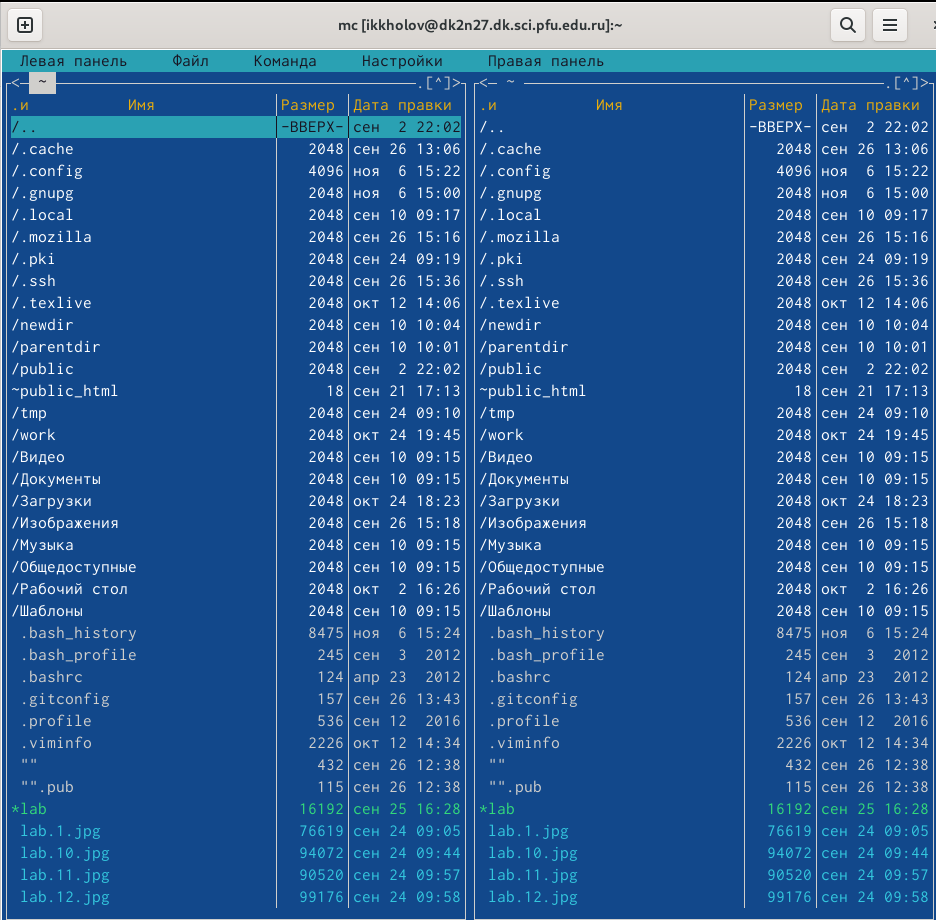 mc [ikkholov@dk2n27.dk.sci.pfu.edu.ru]:~
Левая панель Файл Команда Настройки Правая панель
<— ~ .[^]> <— ~ .[^]>
.и Имя Размер Дата правки .и Имя Размер Дата правки
/.. -ВВЕРХ- сен 2 22:02 /.. -ВВЕРХ- сен 2 22:02
/.cache 2048 сен 26 13:06 /.cache 2048 сен 26 13:06
/.config 4096 ноя 6 15:22 /.config 4096 ноя 6 15:22
/.gnupg 2048 ноя 6 15:00 /.gnupg 2048 ноя 6 15:00
/.local 2048 сен 10 09:17 /.local 2048 сен 10 09:17
/.mozilla 2048 сен 26 15:16 /.mozilla 2048 сен 26 15:16
/.pki 2048 сен 24 09:19 /.pki 2048 сен 24 09:19
/.ssh 2048 сен 26 15:36 /.ssh 2048 сен 26 15:36
/.texlive 2048 окт 12 14:06 /.texlive 2048 окт 12 14:06
/newdir 2048 сен 10 10:04 /newdir 2048 сен 10 10:04
/parentdir 2048 сен 10 10:01 /parentdir 2048 сен 10 10:01
/public 2048 сен 2 22:02 /public 2048 сен 2 22:02
~public_html 18 сен 21 17:13 ~public_html 18 сен 21 17:13
/tmp 2048 сен 24 09:10 /tmp 2048 сен 24 09:10
/work 2048 окт 24 19:45 /work 2048 окт 24 19:45
/Видео 2048 сен 10 09:15 /Видео 2048 сен 10 09:15
/Документы 2048 сен 10 09:15 /Документы 2048 сен 10 09:15
/Загрузки 2048 окт 24 18:23 /Загрузки 2048 окт 24 18:23
/Изображения 2048 сен 26 15:18 /Изображения 2048 сен 26 15:18
/Музыка 2048 сен 10 09:15 /Музыка 2048 сен 10 09:15
/Общедоступные 2048 сен 10 09:15 /Общедоступные 2048 сен 10 09:15
/Рабочий стол 2048 окт 2 16:26 /Рабочий стол 2048 окт 2 16:26
/Шаблоны 2048 сен 10 09:15 /Шаблоны 2048 сен 10 09:15
.bash_history 8475 ноя 6 15:24 .bash_history 8475 ноя 6 15:24
.bash_profile 245 сен 3 2012 .bash_profile 245 сен 3 2012
.bashrc 124 апр 23 2012 .bashrc 124 апр 23 2012
.gitconfig 157 сен 26 13:43 .gitconfig 157 сен 26 13:43
.profile 536 сен 12 2016 .profile 536 сен 12 2016
.viminfo 2226 окт 12 14:34 .viminfo 2226 окт 12 14:34
"" 432 сен 26 12:38 "" 432 сен 26 12:38
"".pub 115 сен 26 12:38 "".pub 115 сен 26 12:38
*lab 16192 сен 25 16:28 *lab 16192 сен 25 16:28
lab.1.jpg 76619 сен 24 09:05 lab.1.jpg 76619 сен 24 09:05
lab.10.jpg 94072 сен 24 09:44 lab.10.jpg 94072 сен 24 09:44
lab.11.jpg 90520 сен 24 09:57 lab.11.jpg 90520 сен 24 09:57
lab.12.jpg 99176 сен 24 09:58 lab.12.jpg 99176 сен 24 09:58